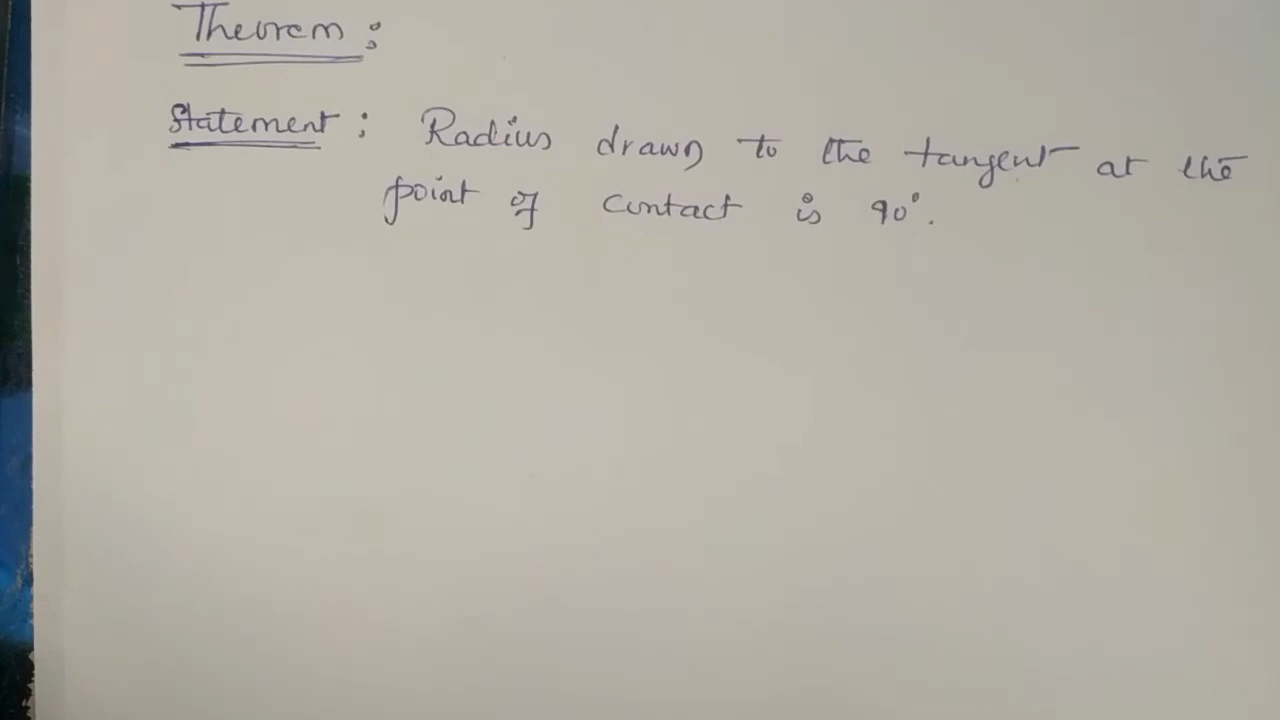 Theorem :
Statement : Radius drawn to the tangent at the
point of contact is 90°.